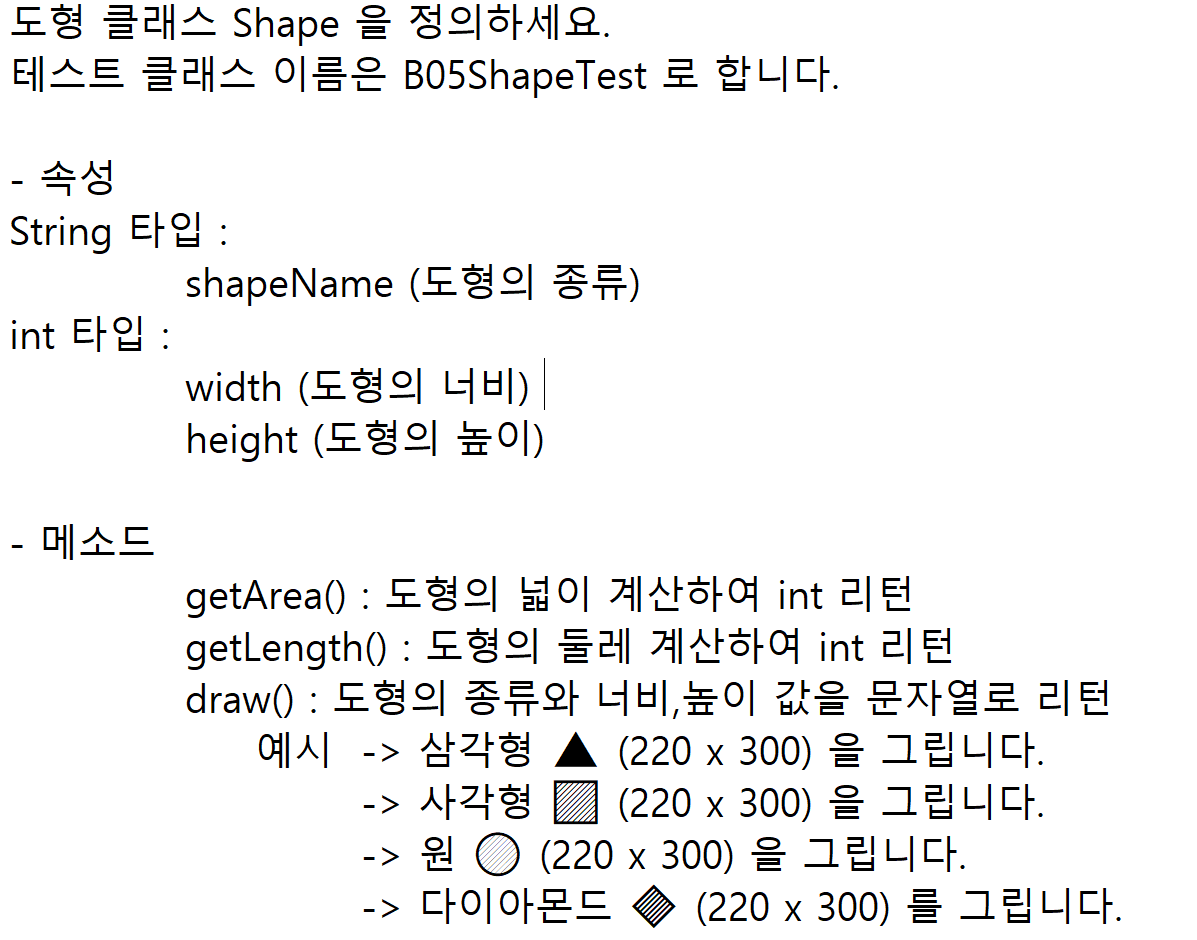 도형 클래스 Shape 을 정의하세요.
테스트 클래스 이름은 B05ShapeTest 로 합니다.
- 속성
String 타입 :
shapeName (도형의 종류)
int 타입 :
width (도형의 너비)
height (도형의 높이)
- 메소드
getArea() : 도형의 넓이 계산하여 int 리턴
getLength() : 도형의 둘레 계산하여 int 리턴
draw() : 도형의 종류와 너비,높이 값을 문자열로 리턴
예시 -> 삼각형 ▲ (220 x 300) 을 그립니다.
-> 사각형 ▨ (220 x 300) 을 그립니다.
-> 원 ◍ (220 x 300) 을 그립니다.
-> 다이아몬드 ◈ (220 x 300) 를 그립니다.